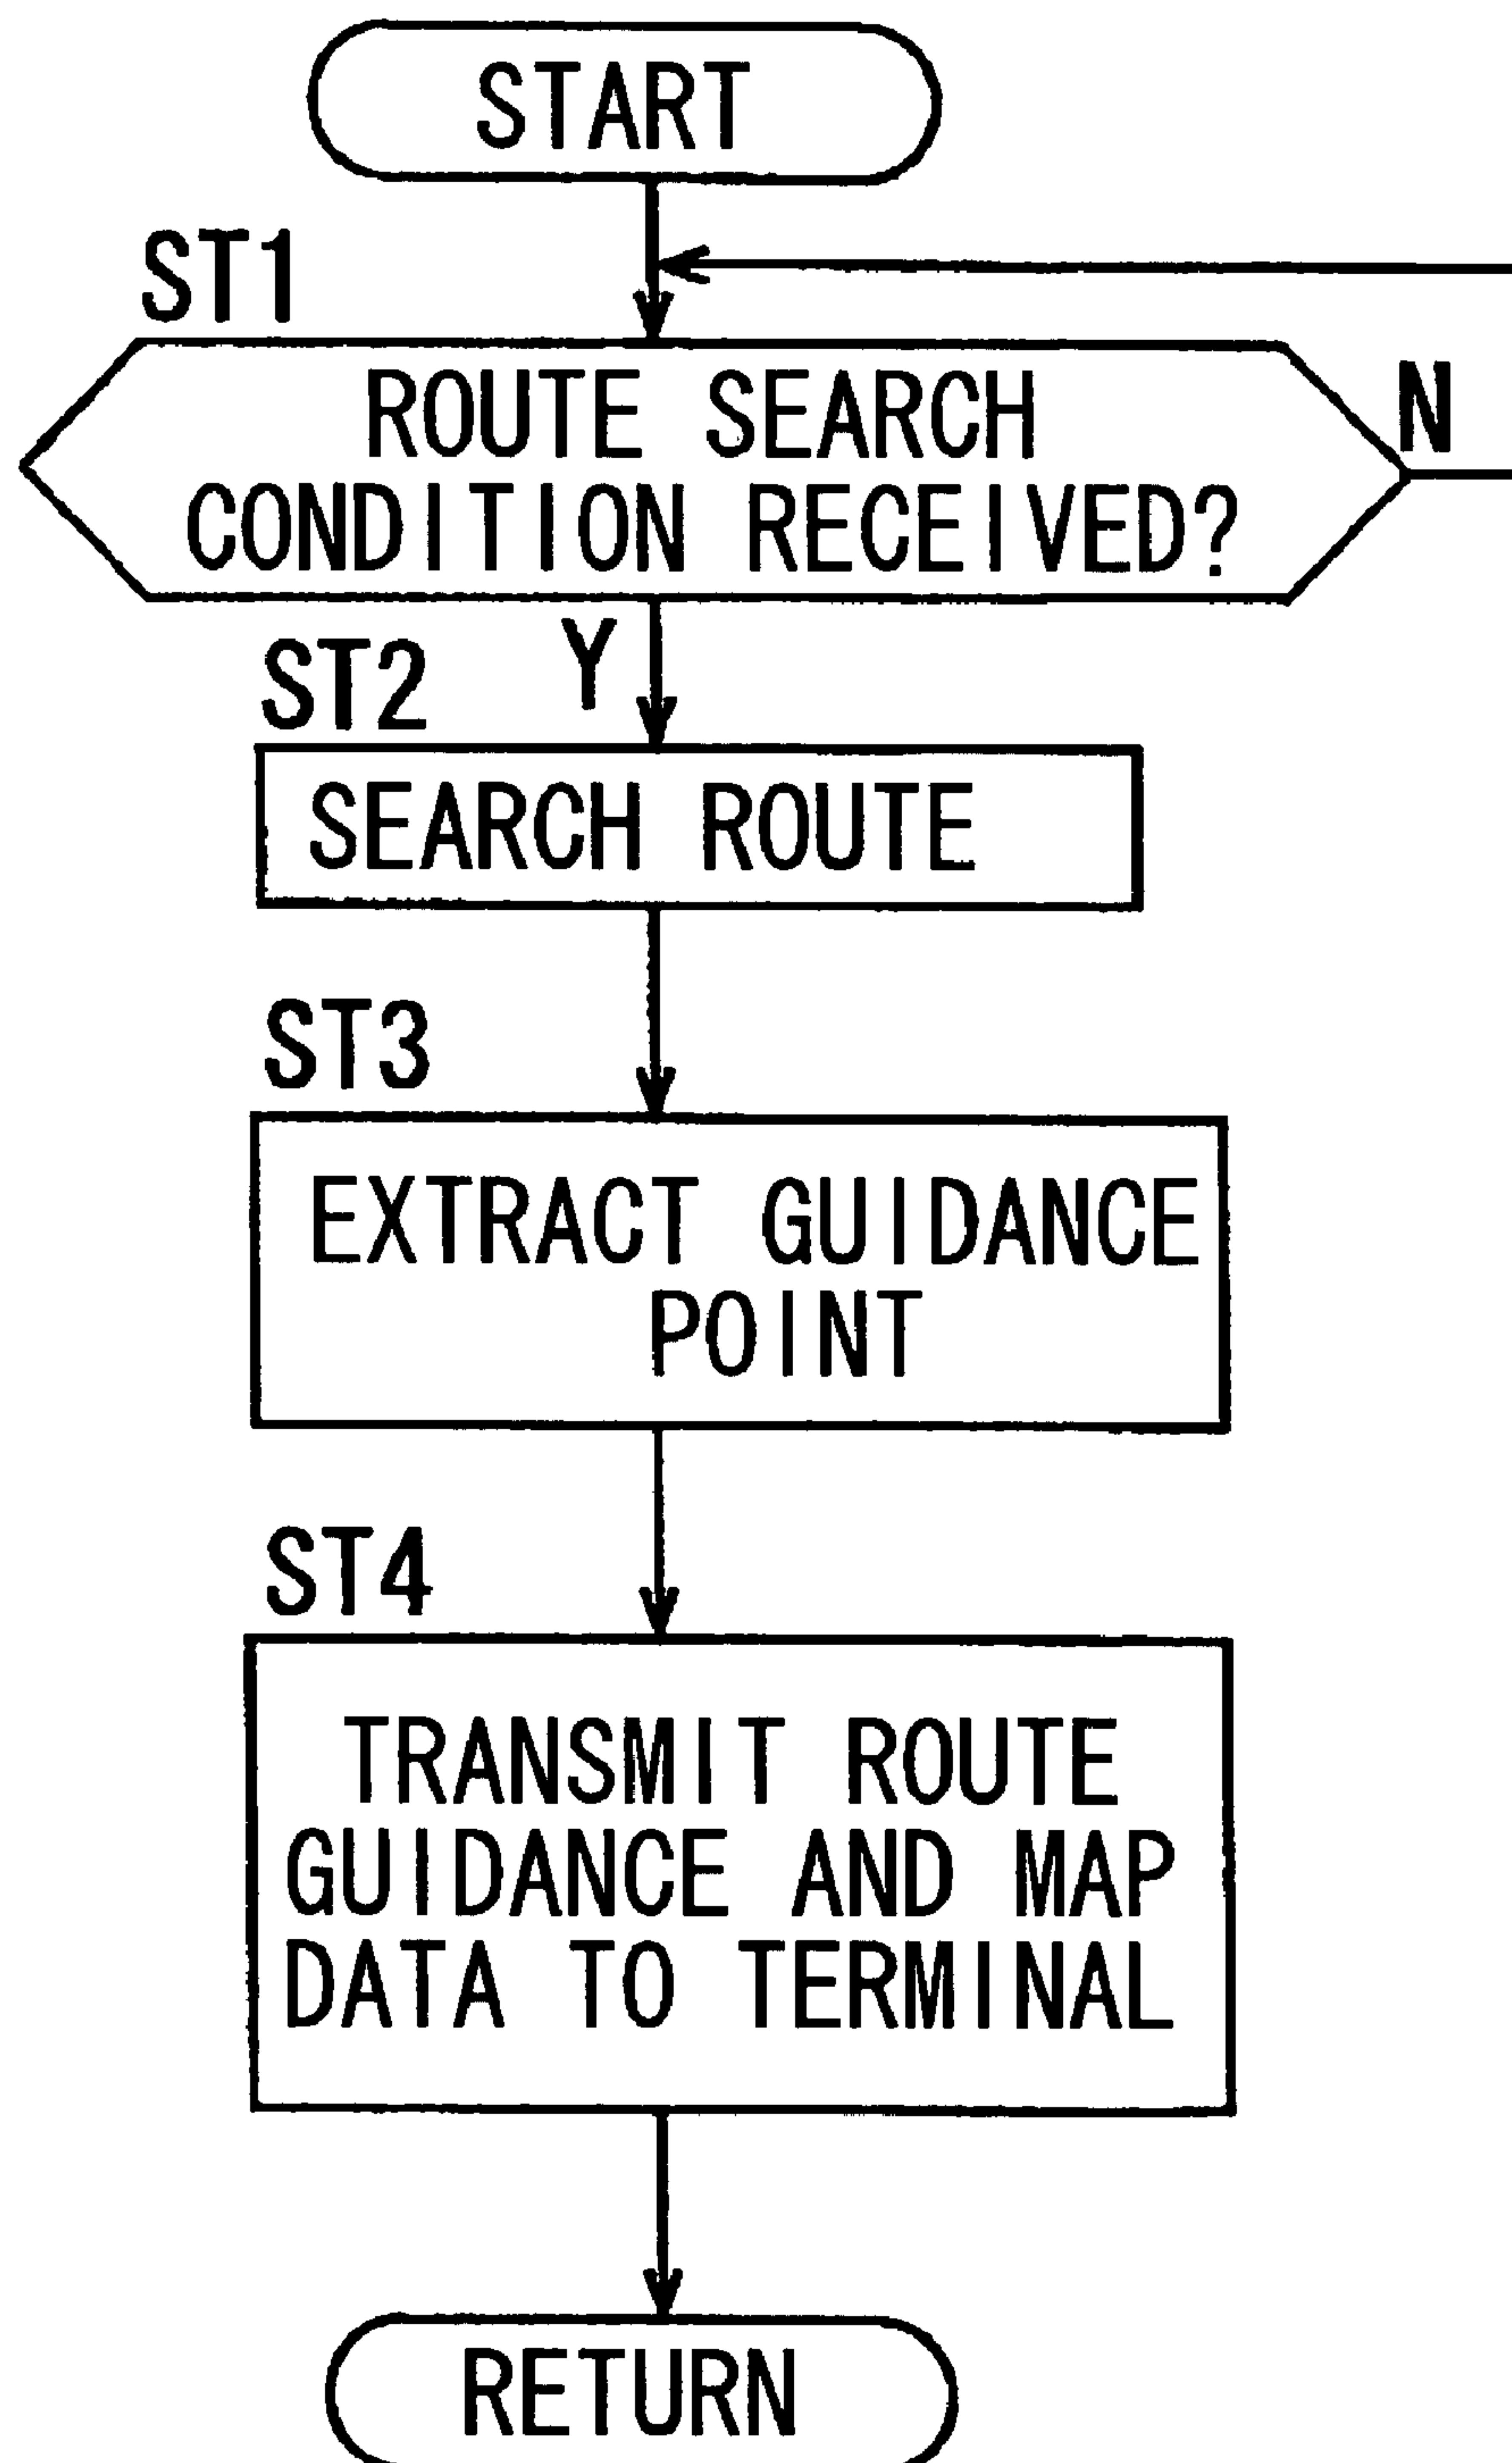 START
ST1
ROUTE SEARCH
CONDITION RECEIVED?
N
Y
ST2
SEARCH ROUTE
ST3
EXTRACT GUIDANCE
POINT
ST4
TRANSMIT ROUTE
GUIDANCE AND MAP
DATA TO TERMINAL
RETURN